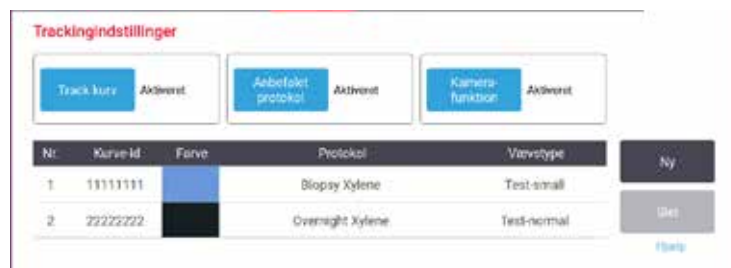 Trackingindstillinger
Track kurv Aktiveret
Anbefalet protokol Aktiveret
Kamera-funktion Aktiveret
Nr. Kurve-id Farve Protokol Vævstype
Ny
1 11111111 Biopsy Xylene Test-small
2 22222222 Overnight Xylene Test-normal
Slet
Hjælp